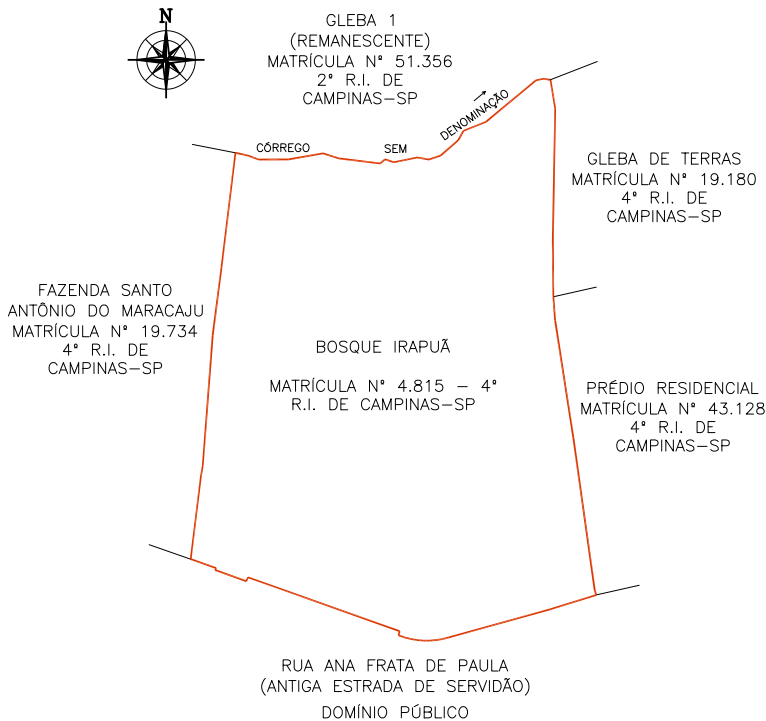 N
GLEBA 1
(REMANESCENTE)
MATRÍCULA Nº 51.356
2º R.I. DE
CAMPINAS-SP
CÓRREGO SEM DENOMINAÇÃO
GLEBA DE TERRAS
MATRÍCULA Nº 19.180
4º R.I. DE
CAMPINAS-SP
FAZENDA SANTO
ANTÔNIO DO MARACAJU
MATRÍCULA Nº 19.734
4º R.I. DE
CAMPINAS-SP
BOSQUE IRAPUÃ
MATRÍCULA Nº 4.815 – 4º
R.I. DE CAMPINAS-SP
PRÉDIO RESIDENCIAL
MATRÍCULA Nº 43.128
4º R.I. DE
CAMPINAS-SP
RUA ANA FRATA DE PAULA
(ANTIGA ESTRADA DE SERVIDÃO)
DOMÍNIO PÚBLICO